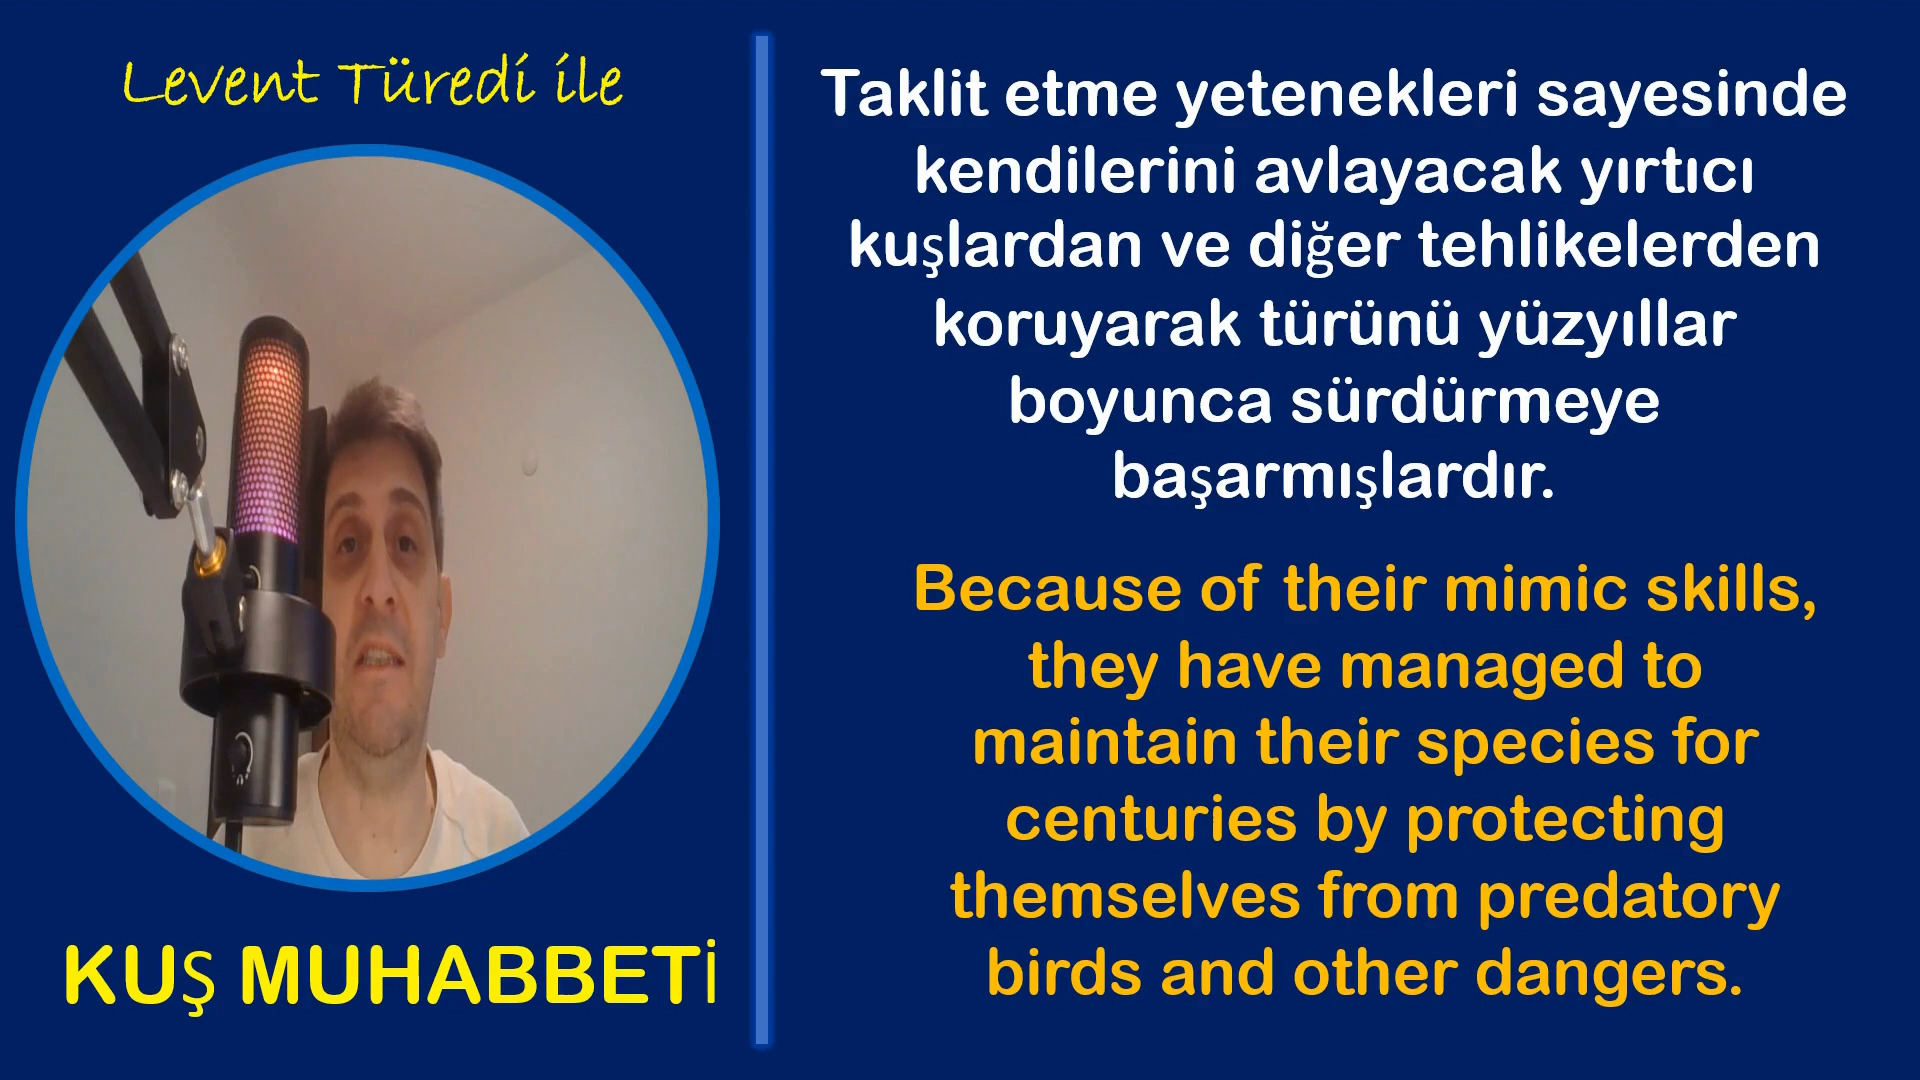 Levent Türedi ile
KUŞ MUHABBETİ
Taklit etme yetenekleri sayesinde
kendilerini avlayacak yırtıcı
kuşlardan ve diğer tehlikelerden
koruyarak türünü yüzyıllar
boyunca sürdürmeye
başarmışlardır.
Because of their mimic skills,
they have managed to
maintain their species for
centuries by protecting
themselves from predatory
birds and other dangers.